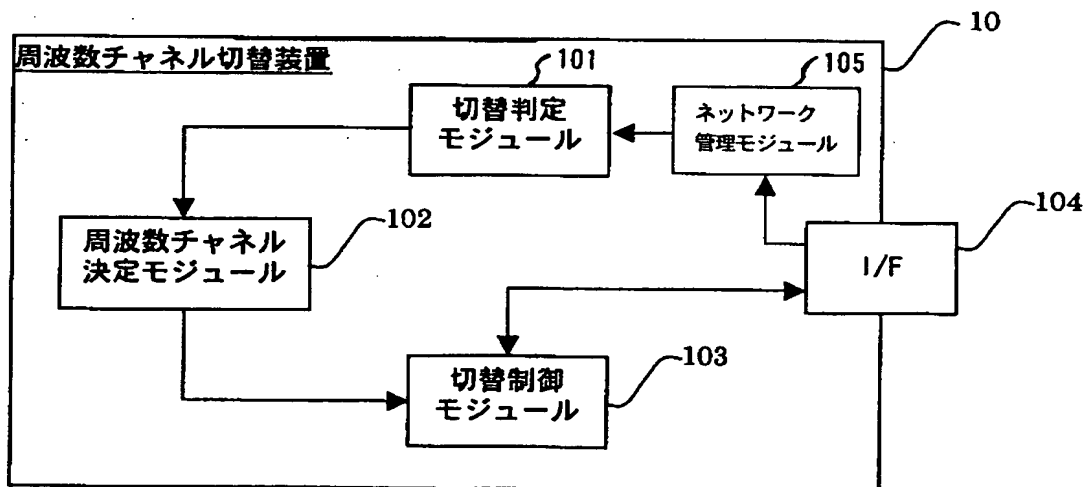 10
周波数チャネル切替装置
101
切替判定
モジュール
105
ネットワーク
管理モジュール
102
周波数チャネル
決定モジュール
104
I/F
103
切替制御
モジュール